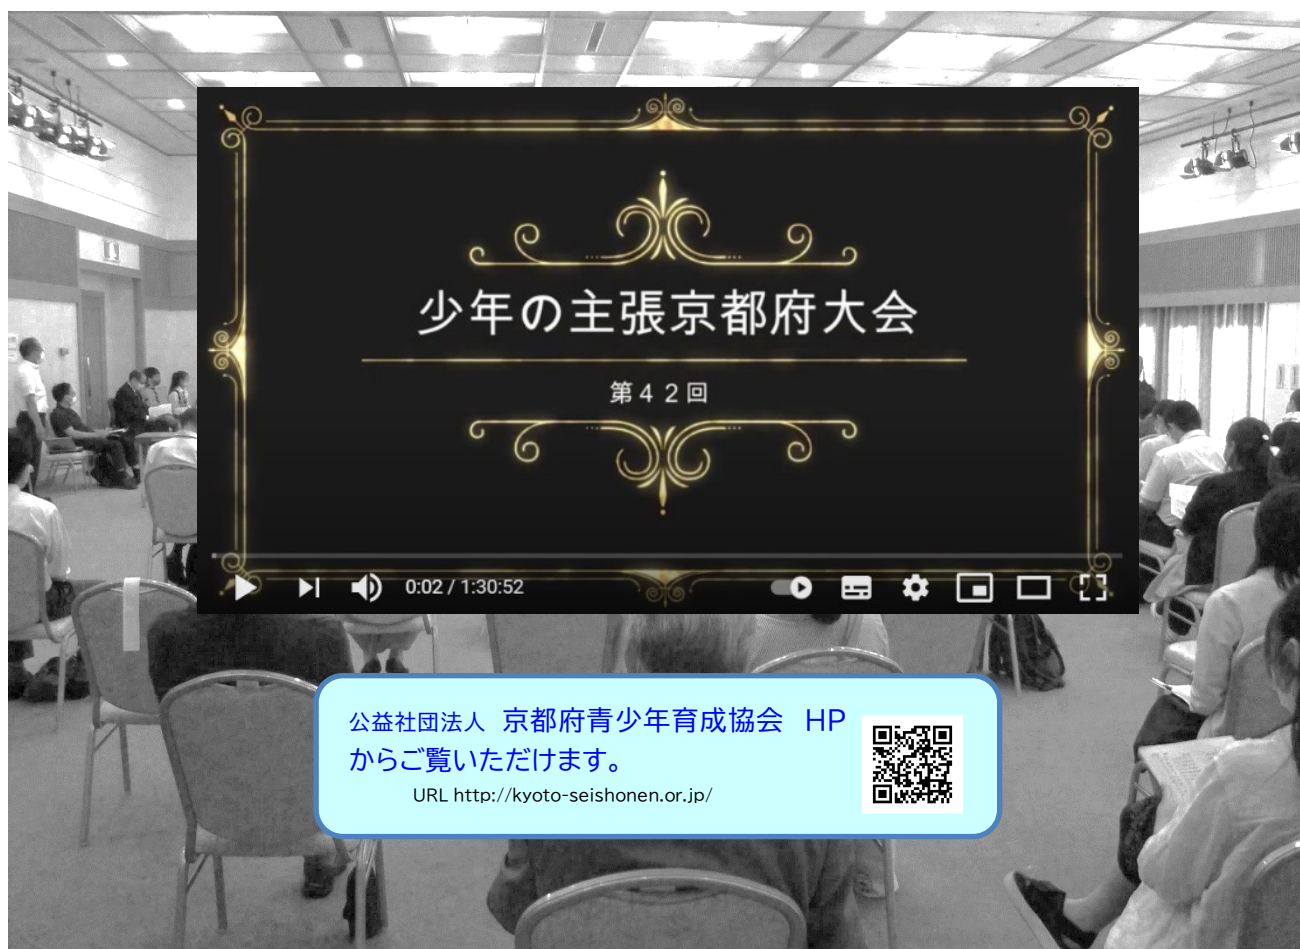 少年の主張京都府大会
第４２回
0:02 / 1:30:52
公益社団法人　京都府青少年育成協会　HP
からご覧いただけます。
URL http://kyoto-seishonen.or.jp/